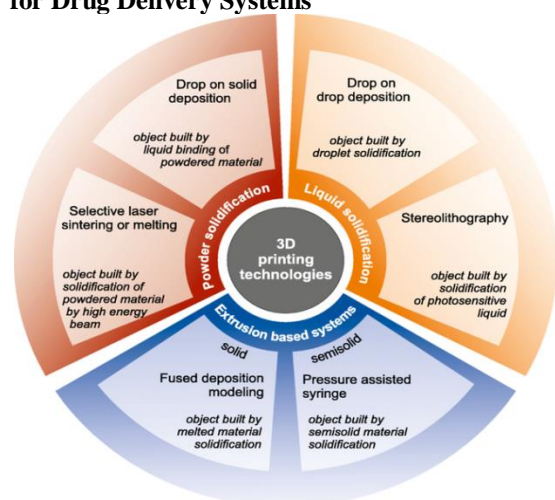 for Drug Delivery Systems
Drop on solid
deposition
object built by
liquid binding of
powdered material
Drop on
drop deposition
object built by
droplet solidification
Selective laser
sintering or melting
object built by
solidification of
powdered material
by high energy
beam
Powder solidification
Liquid solidification
3D
printing
technologies
Stereolithography
object built by
solidification
of photosensitive
liquid
Extrusion based systems
solid
semisolid
Fused deposition
modeling
object built by
melted material
solidification
Pressure assisted
syringe
object built by
semisolid material
solidification